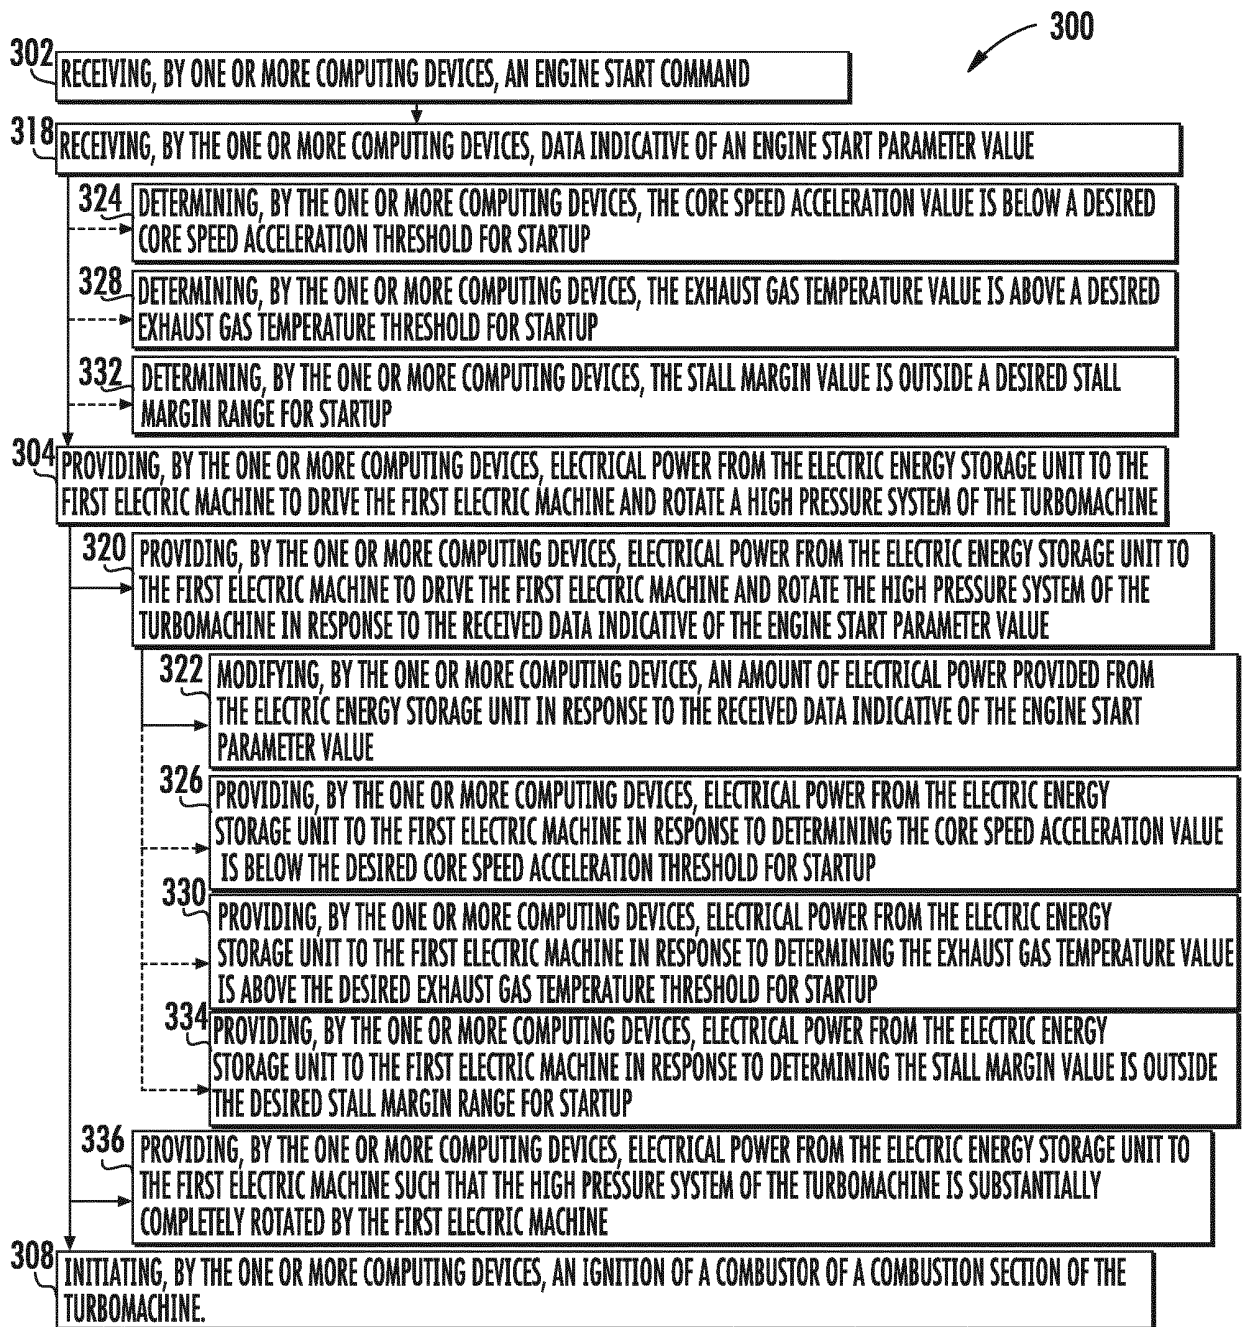 300
302
RECEIVING, BY ONE OR MORE COMPUTING DEVICES, AN ENGINE START COMMAND
318
RECEIVING, BY THE ONE OR MORE COMPUTING DEVICES, DATA INDICATIVE OF AN ENGINE START PARAMETER VALUE
324
DETERMINING, BY THE ONE OR MORE COMPUTING DEVICES, THE CORE SPEED ACCELERATION VALUE IS BELOW A DESIRED
CORE SPEED ACCELERATION THRESHOLD FOR STARTUP
328
DETERMINING, BY THE ONE OR MORE COMPUTING DEVICES, THE EXHAUST GAS TEMPERATURE VALUE IS ABOVE A DESIRED
EXHAUST GAS TEMPERATURE THRESHOLD FOR STARTUP
332
DETERMINING, BY THE ONE OR MORE COMPUTING DEVICES, THE STALL MARGIN VALUE IS OUTSIDE A DESIRED STALL
MARGIN RANGE FOR STARTUP
304
PROVIDING, BY THE ONE OR MORE COMPUTING DEVICES, ELECTRICAL POWER FROM THE ELECTRIC ENERGY STORAGE UNIT TO THE
FIRST ELECTRIC MACHINE TO DRIVE THE FIRST ELECTRIC MACHINE AND ROTATE A HIGH PRESSURE SYSTEM OF THE TURBOMACHINE
320
PROVIDING, BY THE ONE OR MORE COMPUTING DEVICES, ELECTRICAL POWER FROM THE ELECTRIC ENERGY STORAGE UNIT TO
THE FIRST ELECTRIC MACHINE TO DRIVE THE FIRST ELECTRIC MACHINE AND ROTATE THE HIGH PRESSURE SYSTEM OF THE
TURBOMACHINE IN RESPONSE TO THE RECEIVED DATA INDICATIVE OF THE ENGINE START PARAMETER VALUE
322
MODIFYING, BY THE ONE OR MORE COMPUTING DEVICES, AN AMOUNT OF ELECTRICAL POWER PROVIDED FROM
THE ELECTRIC ENERGY STORAGE UNIT IN RESPONSE TO THE RECEIVED DATA INDICATIVE OF THE ENGINE START
PARAMETER VALUE
326
PROVIDING, BY THE ONE OR MORE COMPUTING DEVICES, ELECTRICAL POWER FROM THE ELECTRIC ENERGY
STORAGE UNIT TO THE FIRST ELECTRIC MACHINE IN RESPONSE TO DETERMINING THE CORE SPEED ACCELERATION VALUE
IS BELOW THE DESIRED CORE SPEED ACCELERATION THRESHOLD FOR STARTUP
330
PROVIDING, BY THE ONE OR MORE COMPUTING DEVICES, ELECTRICAL POWER FROM THE ELECTRIC ENERGY
STORAGE UNIT TO THE FIRST ELECTRIC MACHINE IN RESPONSE TO DETERMINING THE EXHAUST GAS TEMPERATURE VALUE
IS ABOVE THE DESIRED EXHAUST GAS TEMPERATURE THRESHOLD FOR STARTUP
334
PROVIDING, BY THE ONE OR MORE COMPUTING DEVICES, ELECTRICAL POWER FROM THE ELECTRIC ENERGY
STORAGE UNIT TO THE FIRST ELECTRIC MACHINE IN RESPONSE TO DETERMINING THE STALL MARGIN VALUE IS OUTSIDE
THE DESIRED STALL MARGIN RANGE FOR STARTUP
336
PROVIDING, BY THE ONE OR MORE COMPUTING DEVICES, ELECTRICAL POWER FROM THE ELECTRIC ENERGY STORAGE UNIT TO
THE FIRST ELECTRIC MACHINE SUCH THAT THE HIGH PRESSURE SYSTEM OF THE TURBOMACHINE IS SUBSTANTIALLY
COMPLETELY ROTATED BY THE FIRST ELECTRIC MACHINE
308
INITIATING, BY THE ONE OR MORE COMPUTING DEVICES, AN IGNITION OF A COMBUSTOR OF A COMBUSTION SECTION OF THE
TURBOMACHINE.